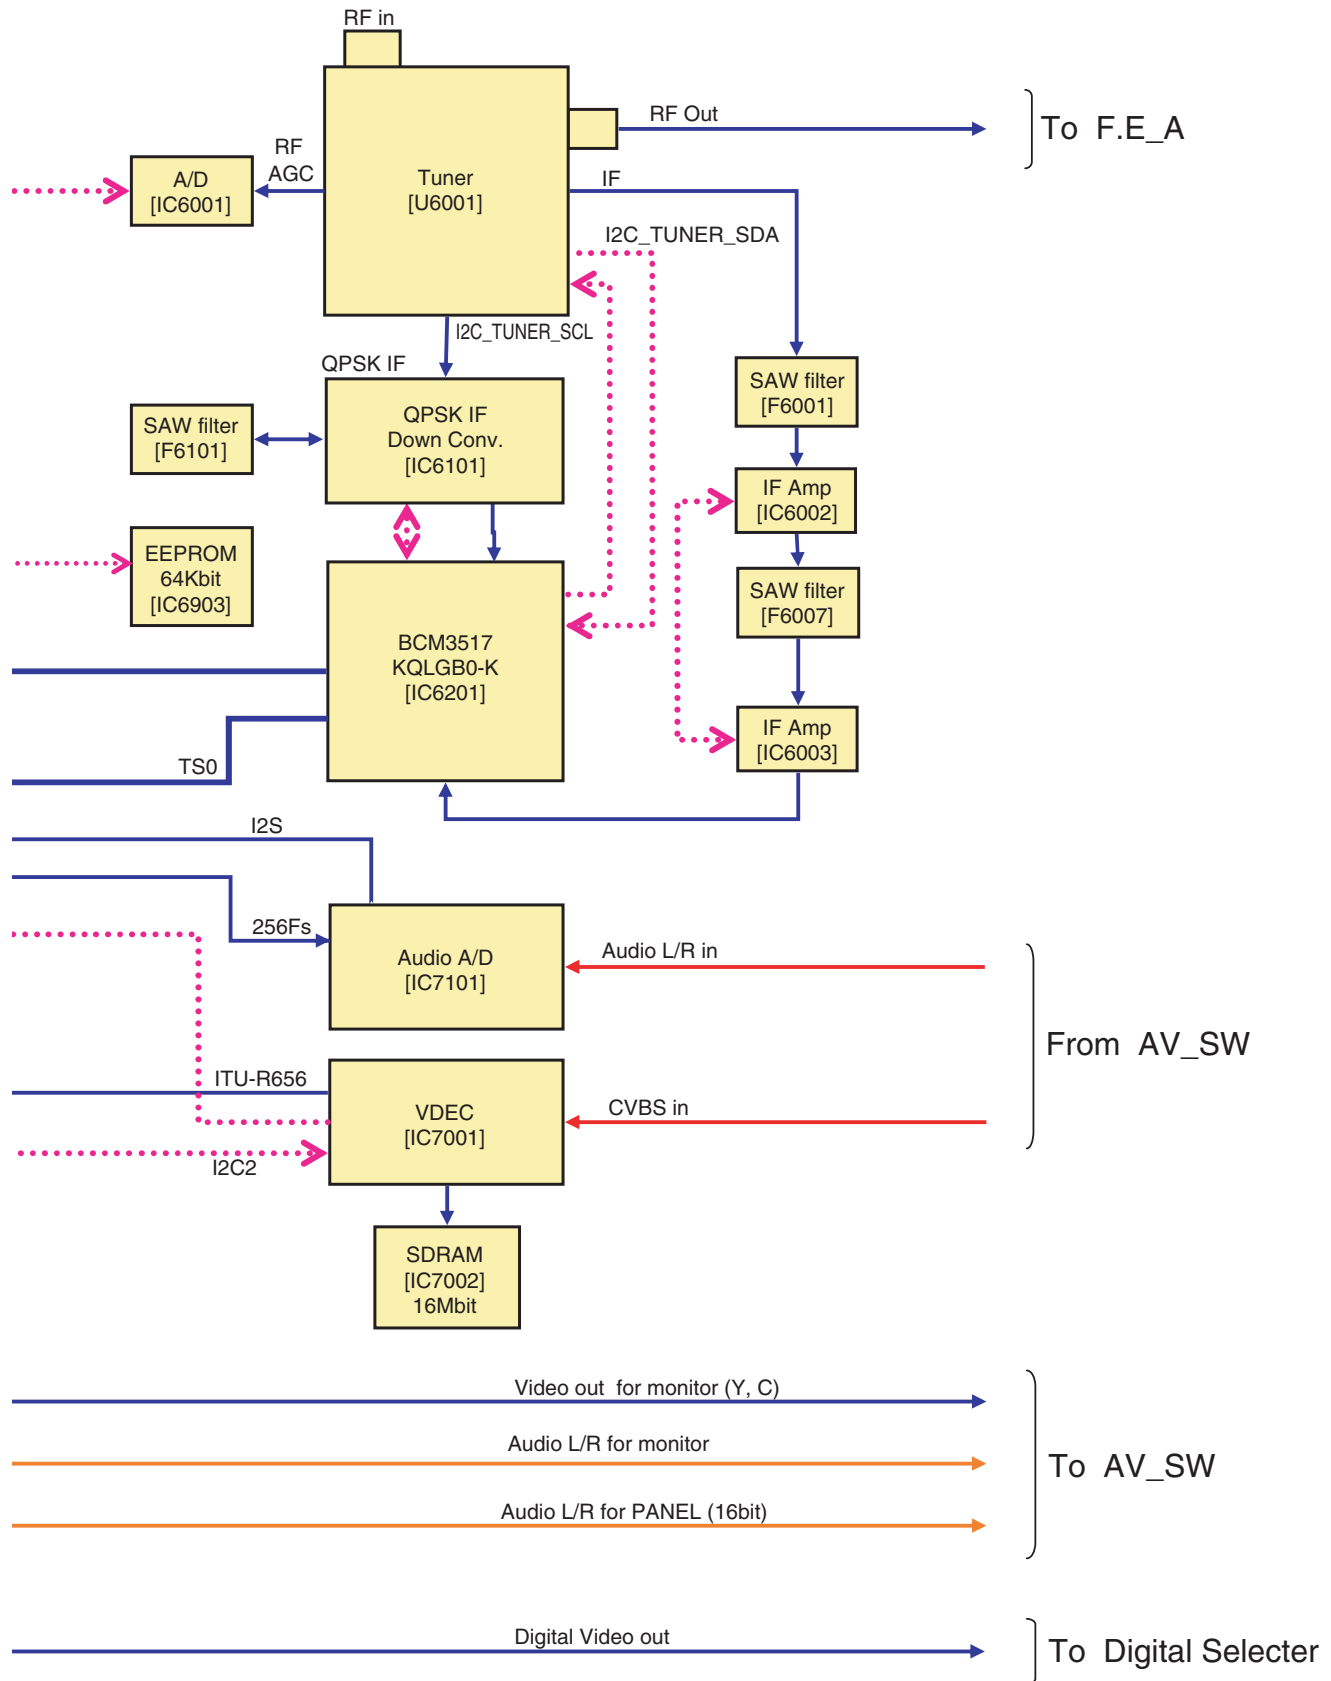 RF in
RF Out
To F.E_A
RF
AGC
A/D
[IC6001]
Tuner
[U6001]
IF
I2C_TUNER_SDA
I2C_TUNER_SCL
QPSK IF
SAW filter
[F6001]
SAW filter
[F6101]
QPSK IF
Down Conv.
[IC6101]
IF Amp
[IC6002]
EEPROM
64Kbit
[IC6903]
SAW filter
[F6007]
BCM3517
KQLGB0-K
[IC6201]
IF Amp
[IC6003]
TS0
I2S
256Fs
Audio A/D
[IC7101]
Audio L/R in
From AV_SW
ITU-R656
VDEC
[IC7001]
CVBS in
I2C2
SDRAM
[IC7002]
16Mbit
Video out for monitor (Y, C)
Audio L/R for monitor
To AV_SW
Audio L/R for PANEL (16bit)
Digital Video out
To Digital Selecter